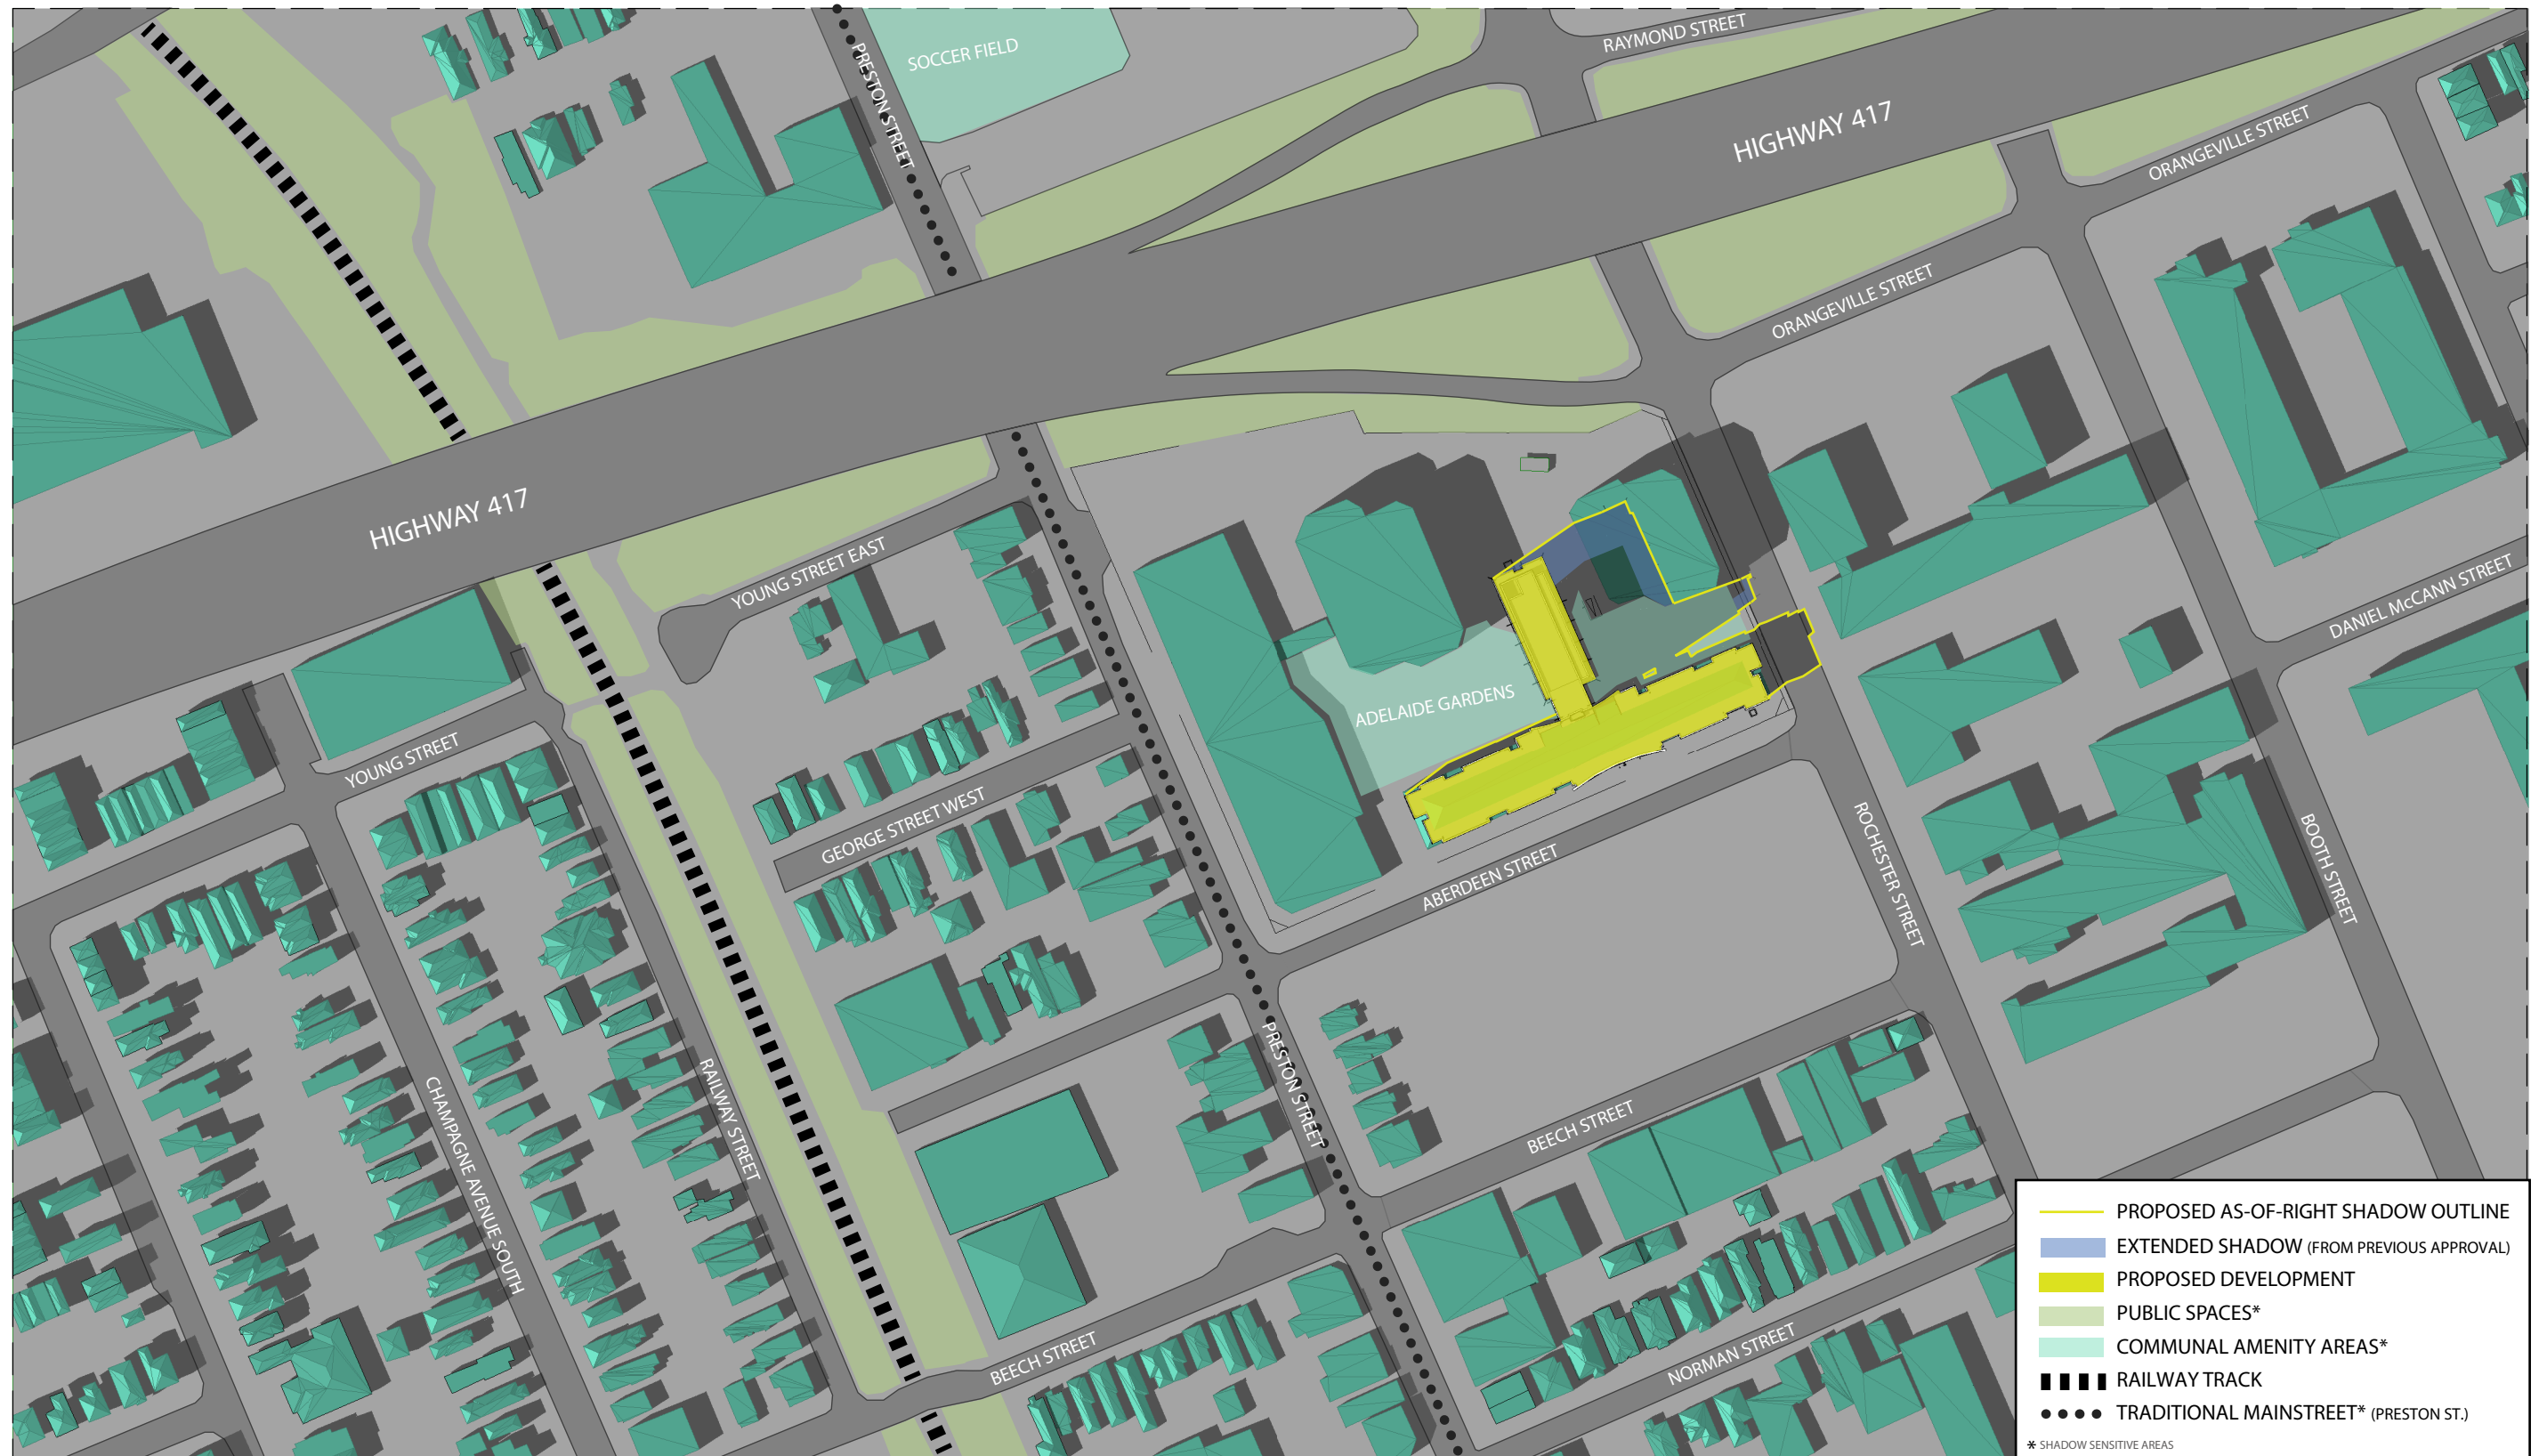 RAYMOND STREET
SOCCER FIELD
PRESTON STREET
HIGHWAY 417
ORANGEVILLE STREET
ORANGEVILLE STREET
HIGHWAY 417
YOUNG STREET EAST
DANIEL McCANN STREET
ADELAIDE GARDENS
YOUNG STREET
GEORGE STREET WEST
ABERDEEN STREET
ROCHESTER STREET
BOOTH STREET
PRESTON STREET
RAILWAY STREET
CHAMPAGNE AVENUE SOUTH
BEECH STREET
BEECH STREET
NORMAN STREET
PROPOSED AS-OF-RIGHT SHADOW OUTLINE
EXTENDED SHADOW (FROM PREVIOUS APPROVAL)
PROPOSED DEVELOPMENT
PUBLIC SPACES*
COMMUNAL AMENITY AREAS*
RAILWAY TRACK
TRADITIONAL MAINSTREET* (PRESTON ST.)
* SHADOW SENSITIVE AREAS